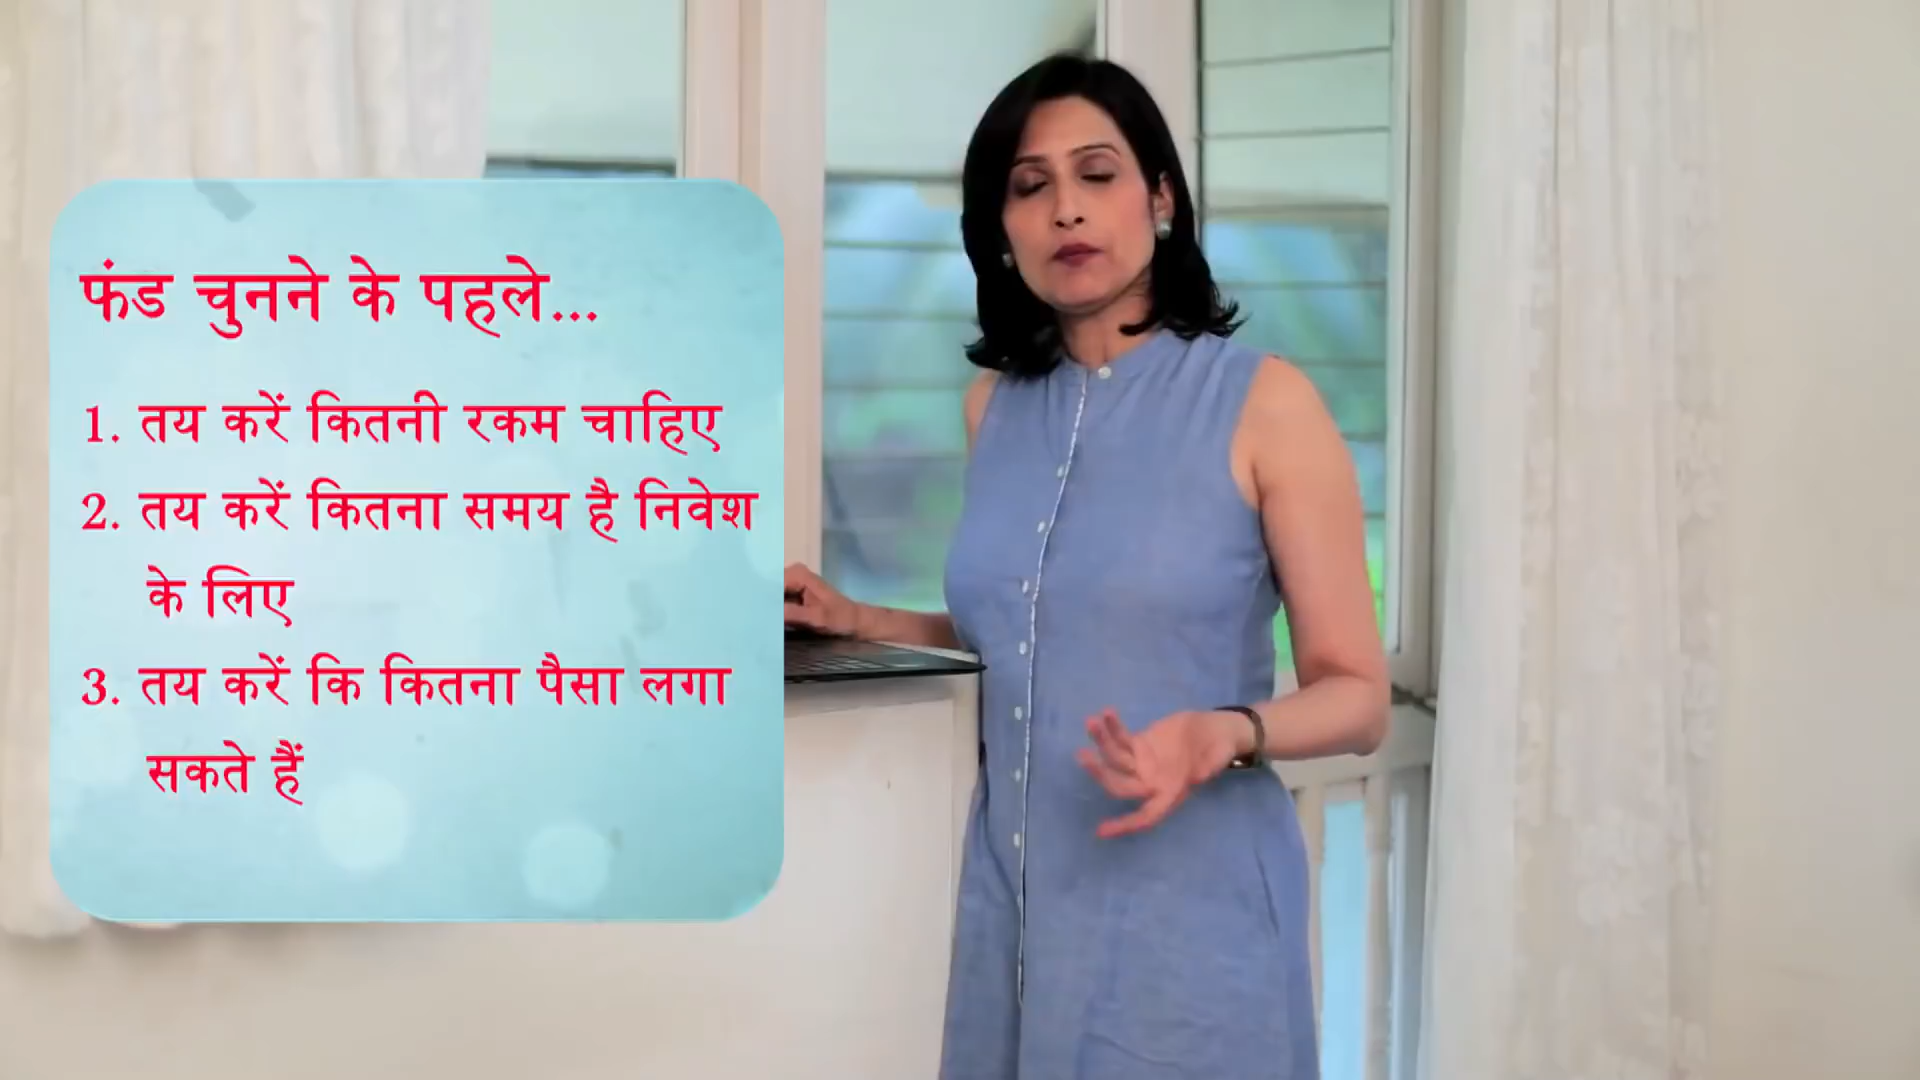 फंड चुनने के पहले...
1. तय करें कितनी रकम चाहिए
2. तय करें कितना समय है निवेश
के लिए
3. तय करें कि कितना पैसा लगा
सकते हैं